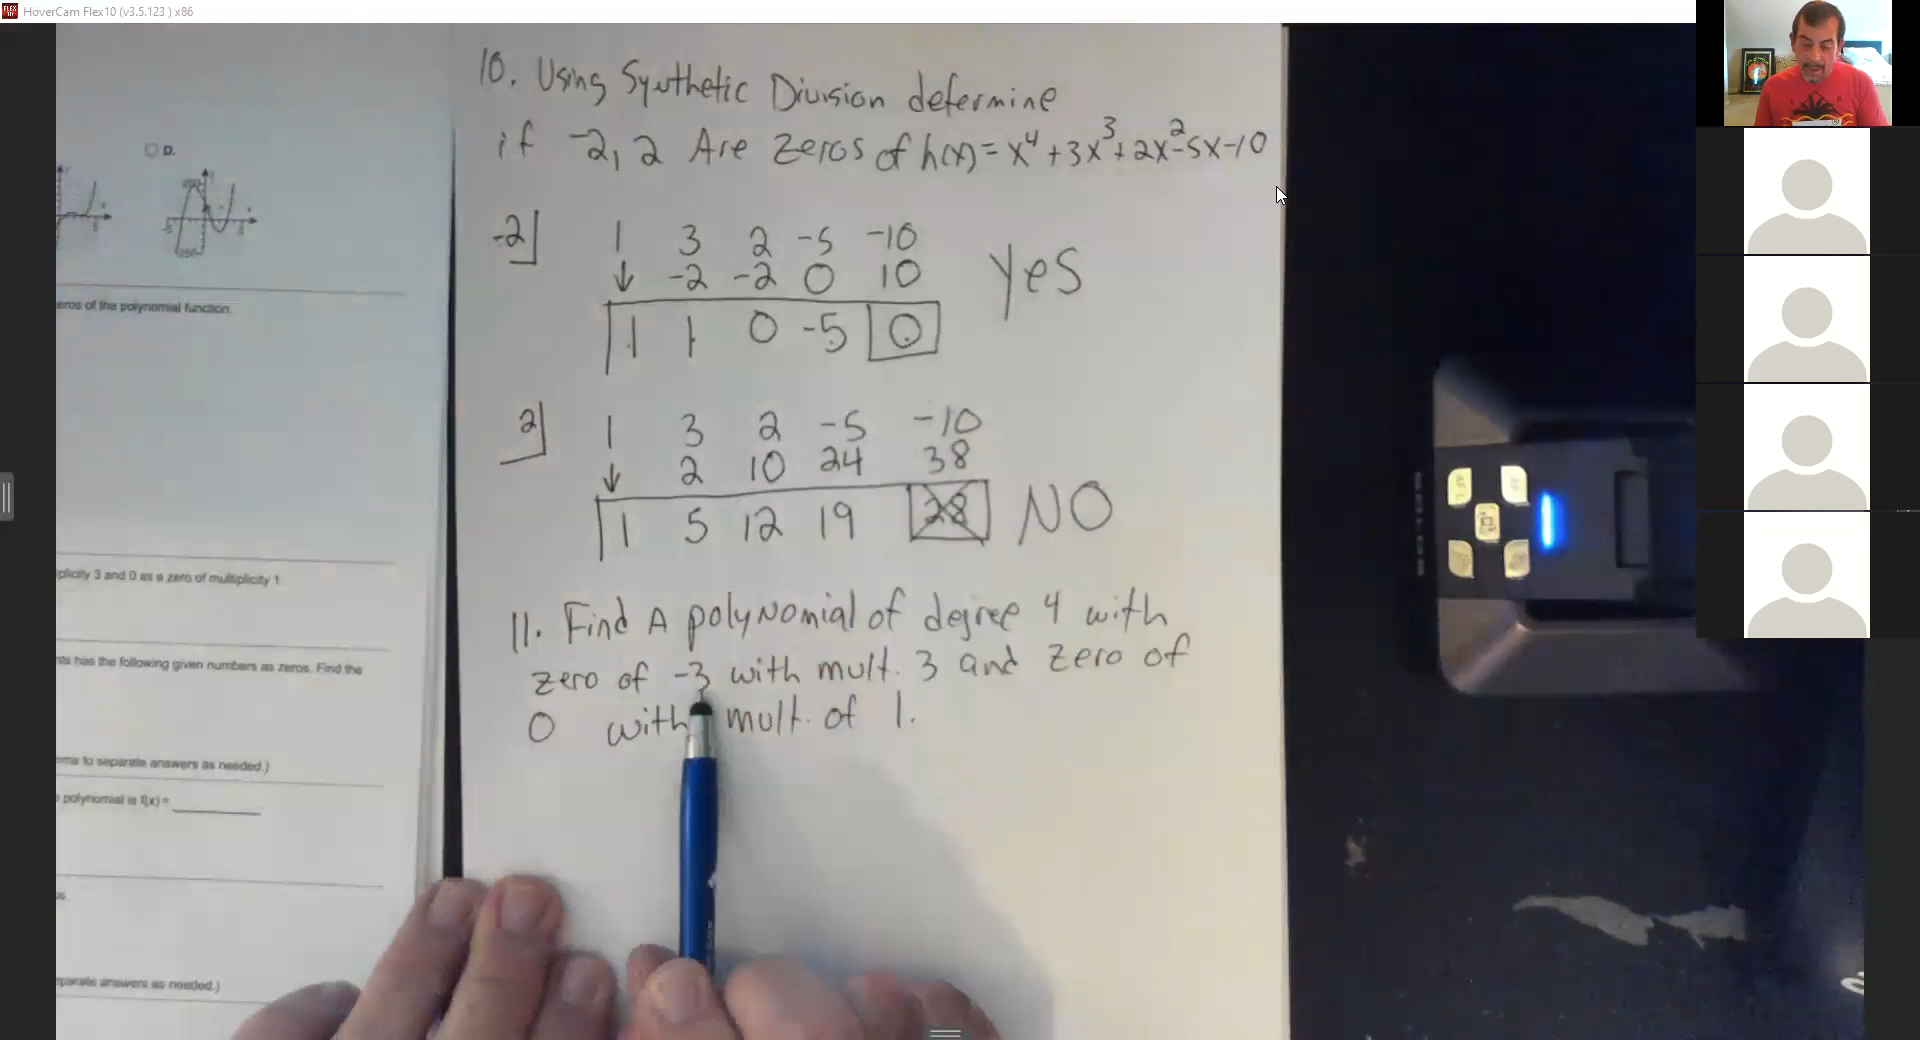 HoverCam Flex10 (v3.5.123 ) x86
10. Using Synthetic Division determine
if -2, 2 Are zeros of h(x) = x⁴ + 3x³ + 2x² - 5x - 10
-2 1 3 2 -5 -10
↓ -2 -2 0 10 Yes
1 1 0 -5 0
2 1 3 2 -5 -10
↓ 2 10 24 38
1 5 12 19 28 NO
11. Find A polynomial of degree 4 with
zero of -3 with mult. 3 and zero of
0 with mult. of 1.
D.
of the polynomial function.
3 and 0 as a zero of multiplicity 1.
has the following given numbers as zeros. Find the
to separate answers as needed.)
polynomial is f(x) =
answers as needed.)